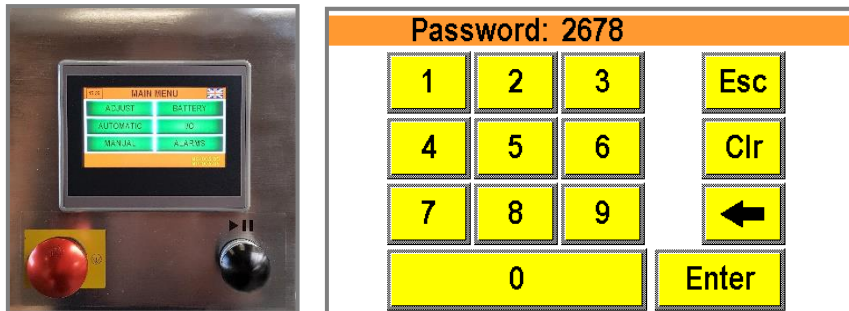 MAIN MENU
ADJUST BATTERY
AUTOMATIC I/O
MANUAL ALARMS
Password: 2678
1 2 3 Esc
4 5 6 Clr
7 8 9
0 Enter